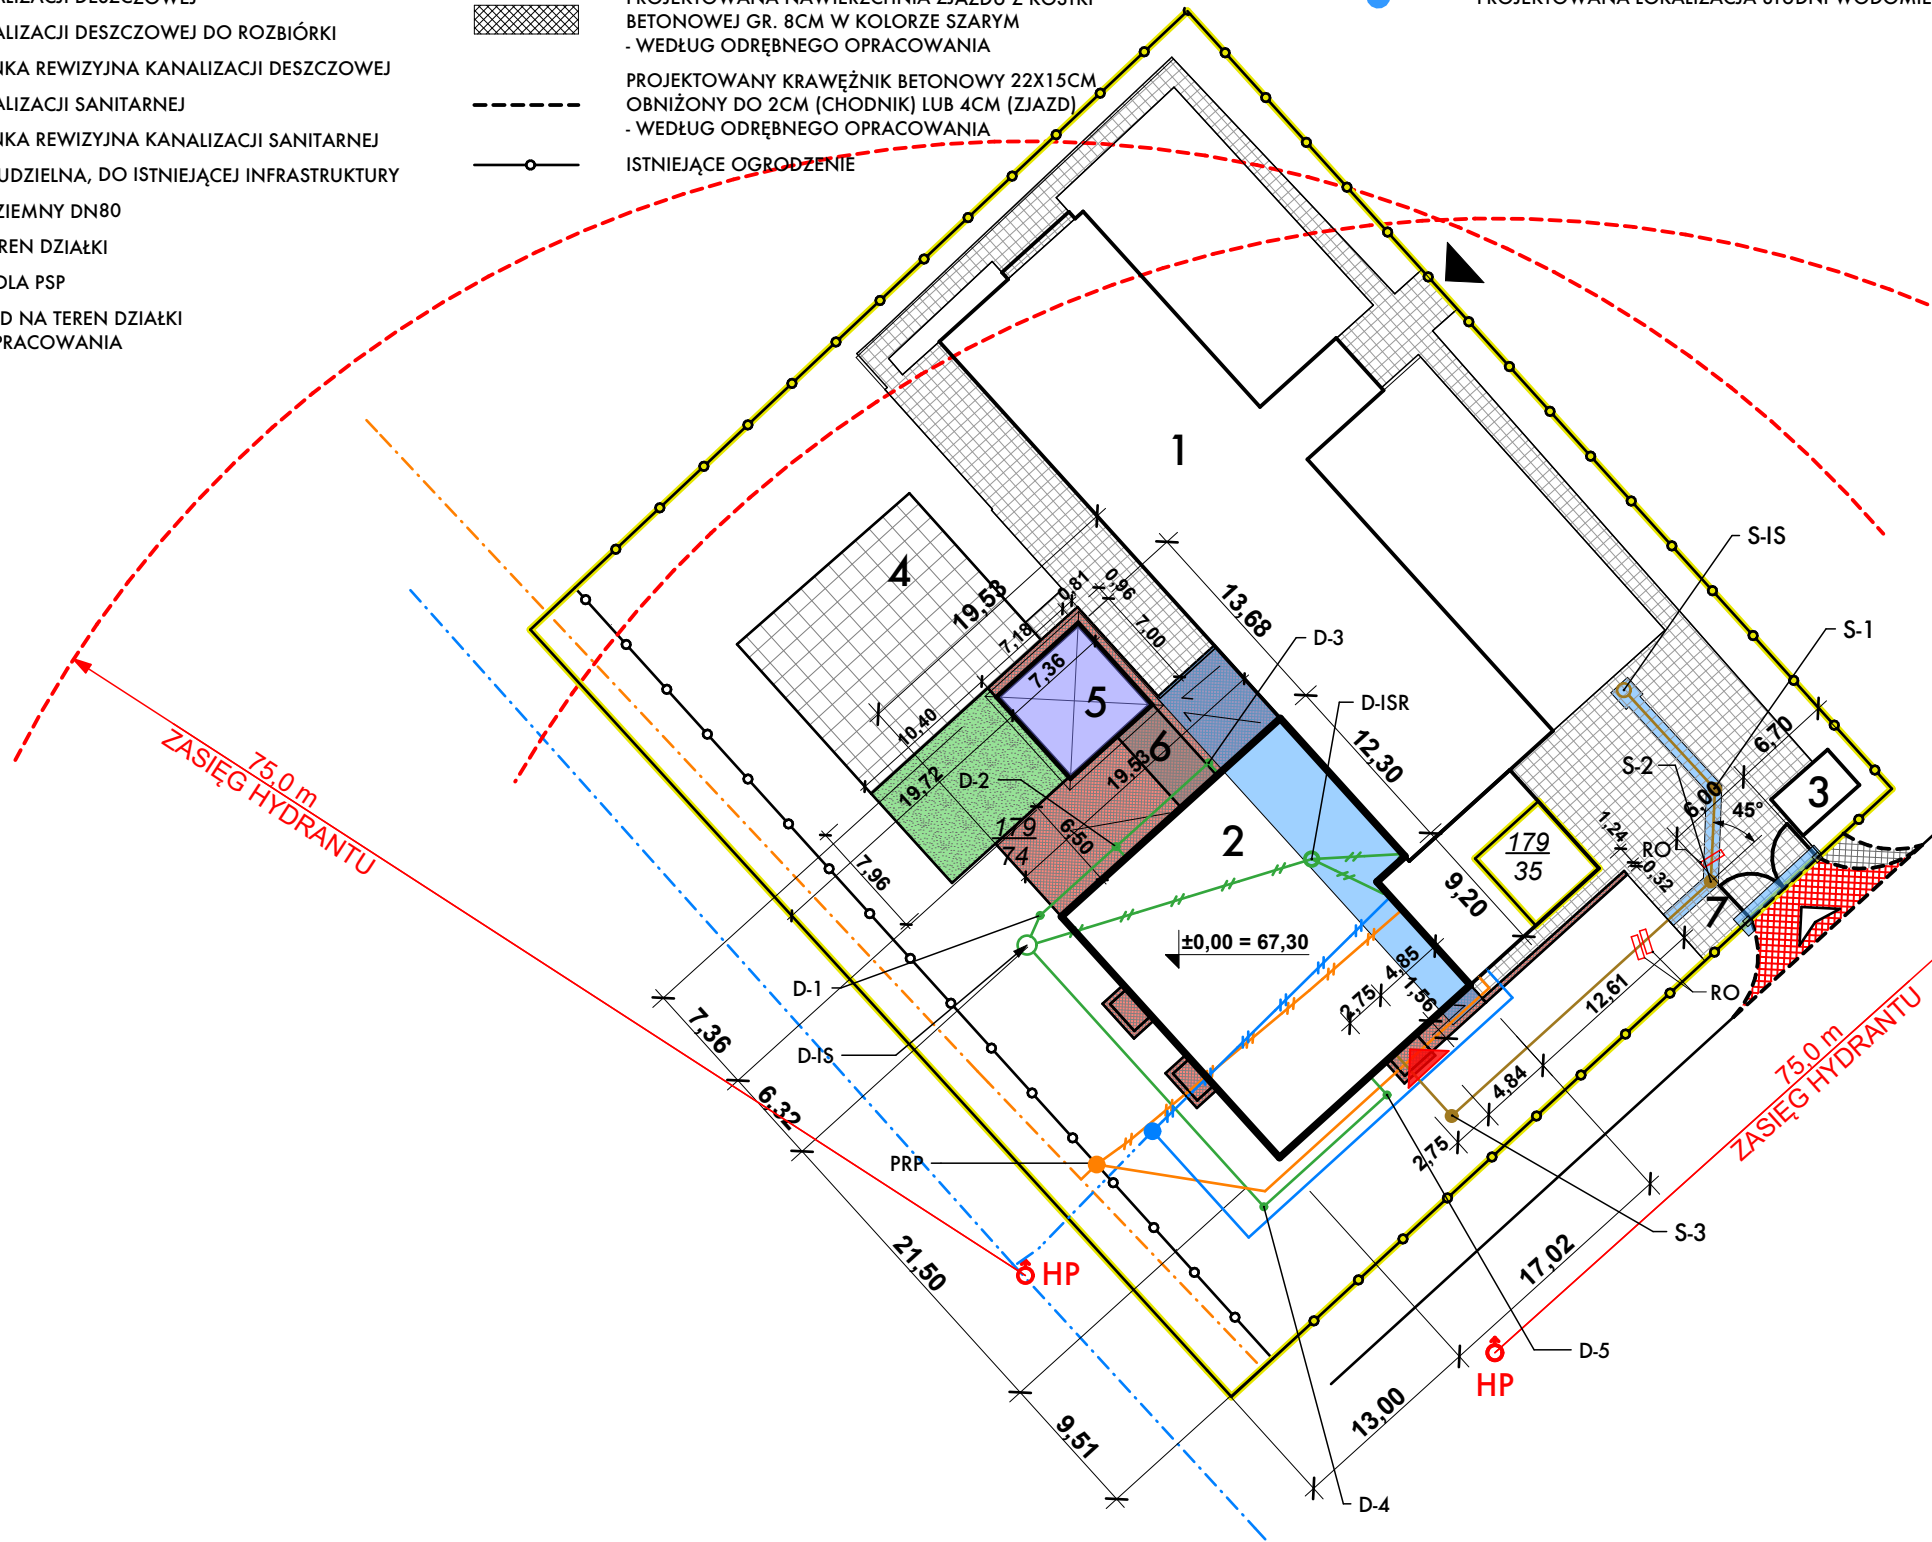 BETONOWEJ GR. 8CM W KOLORZE SZARYM
- WEDŁUG ODRĘBNEGO OPRACOWANIA
PROJEKTOWANY KRAWĘŻNIK BETONOWY 22X15CM
OBNIŻONY DO 2CM (CHODNIK) LUB 4CM (ZJAZD)
- WEDŁUG ODRĘBNEGO OPRACOWANIA
ISTNIEJĄCE OGRODZENIE
ALIZACJI DESZCZOWEJ DO ROZBIÓRKI
NKA REWIZYJNA KANALIZACJI DESZCZOWEJ
ALIZACJI SANITARNEJ
NKA REWIZYJNA KANALIZACJI SANITARNEJ
UDZIELNA, DO ISTNIEJĄCEJ INFRASTRUKTURY
ZIEMNY DN80
REN DZIAŁKI
DLA PSP
D NA TEREN DZIAŁKI
PRACOWANIA
1
4
19,53
0,81
0,96
7,18
7,00
13,68
D-3
S-IS
S-1
7,36
5
D-ISR
10,40
6
12,30
6,70
S-2
D-2
19,72
19,53
6,00
45°
3
75,0 m
ZASIĘG HYDRANTU
179
74
6,50
2
179
35
1,24
RO
0,32
7,96
9,20
7
±0,00 = 67,30
4,85
2,75
1,56
12,61
RO
D-1
7,36
D-IS
6,32
4,84
75,0 m
ZASIĘG HYDRANTU
PRP
2,75
S-3
21,50
HP
17,02
D-5
HP
13,00
9,51
D-4